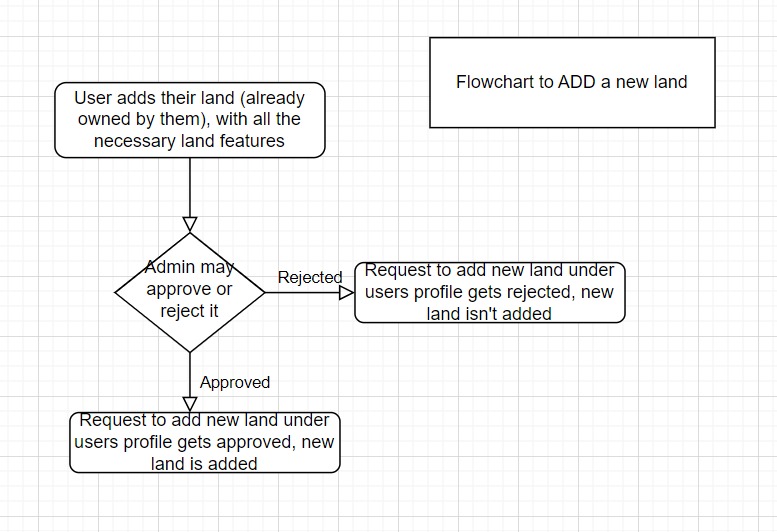 Flowchart to ADD a new land
User adds their land (already
owned by them), with all the
necessary land features
Admin may
approve or
reject it
Rejected
Request to add new land under
users profile gets rejected, new
land isn't added
Approved
Request to add new land under
users profile gets approved, new
land is added